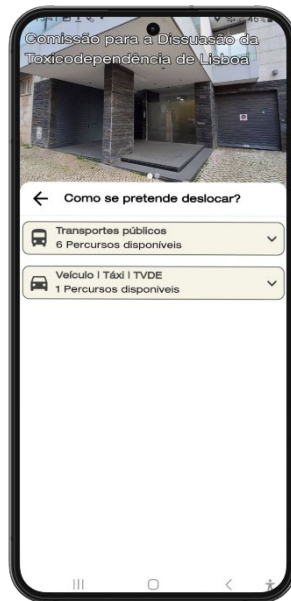 Comissão para a Dissuasão da
Toxicodependência de Lisboa
Como se pretende deslocar?
Transportes públicos
6 Percursos disponíveis
Veículo | Táxi | TVDE
1 Percursos disponíveis